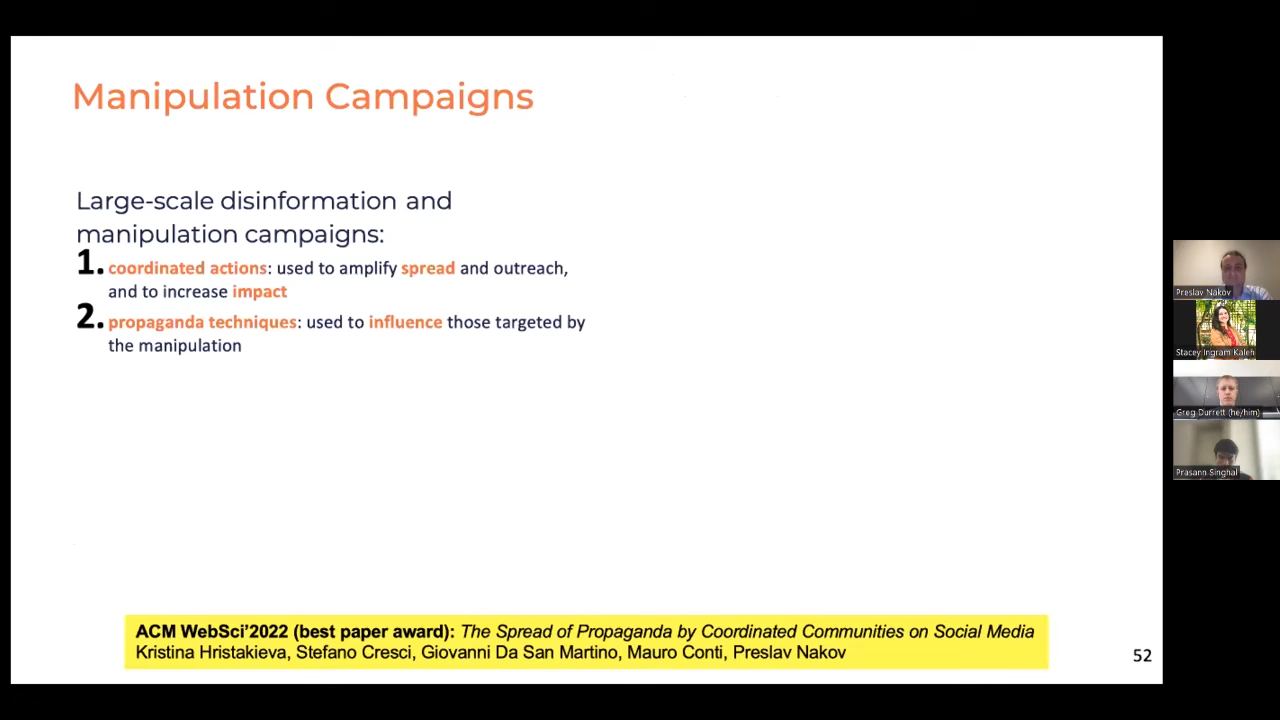 Manipulation Campaigns
Large-scale disinformation and
manipulation campaigns:
1. coordinated actions: used to amplify spread and outreach,
and to increase impact
2. propaganda techniques: used to influence those targeted by
the manipulation
ACM WebSci'2022 (best paper award): The Spread of Propaganda by Coordinated Communities on Social Media
Kristina Hristakieva, Stefano Cresci, Giovanni Da San Martino, Mauro Conti, Preslav Nakov
52
Preslav Nakov
Stacey Ingram Kaleh
Greg Durrett (he/him)
Prasann Singhal